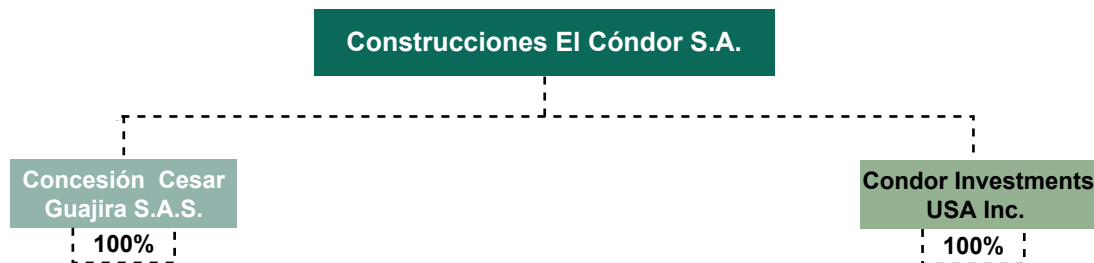 Construcciones El Cóndor S.A.
Concesión Cesar
Guajira S.A.S.
100%
Condor Investments
USA Inc.
100%